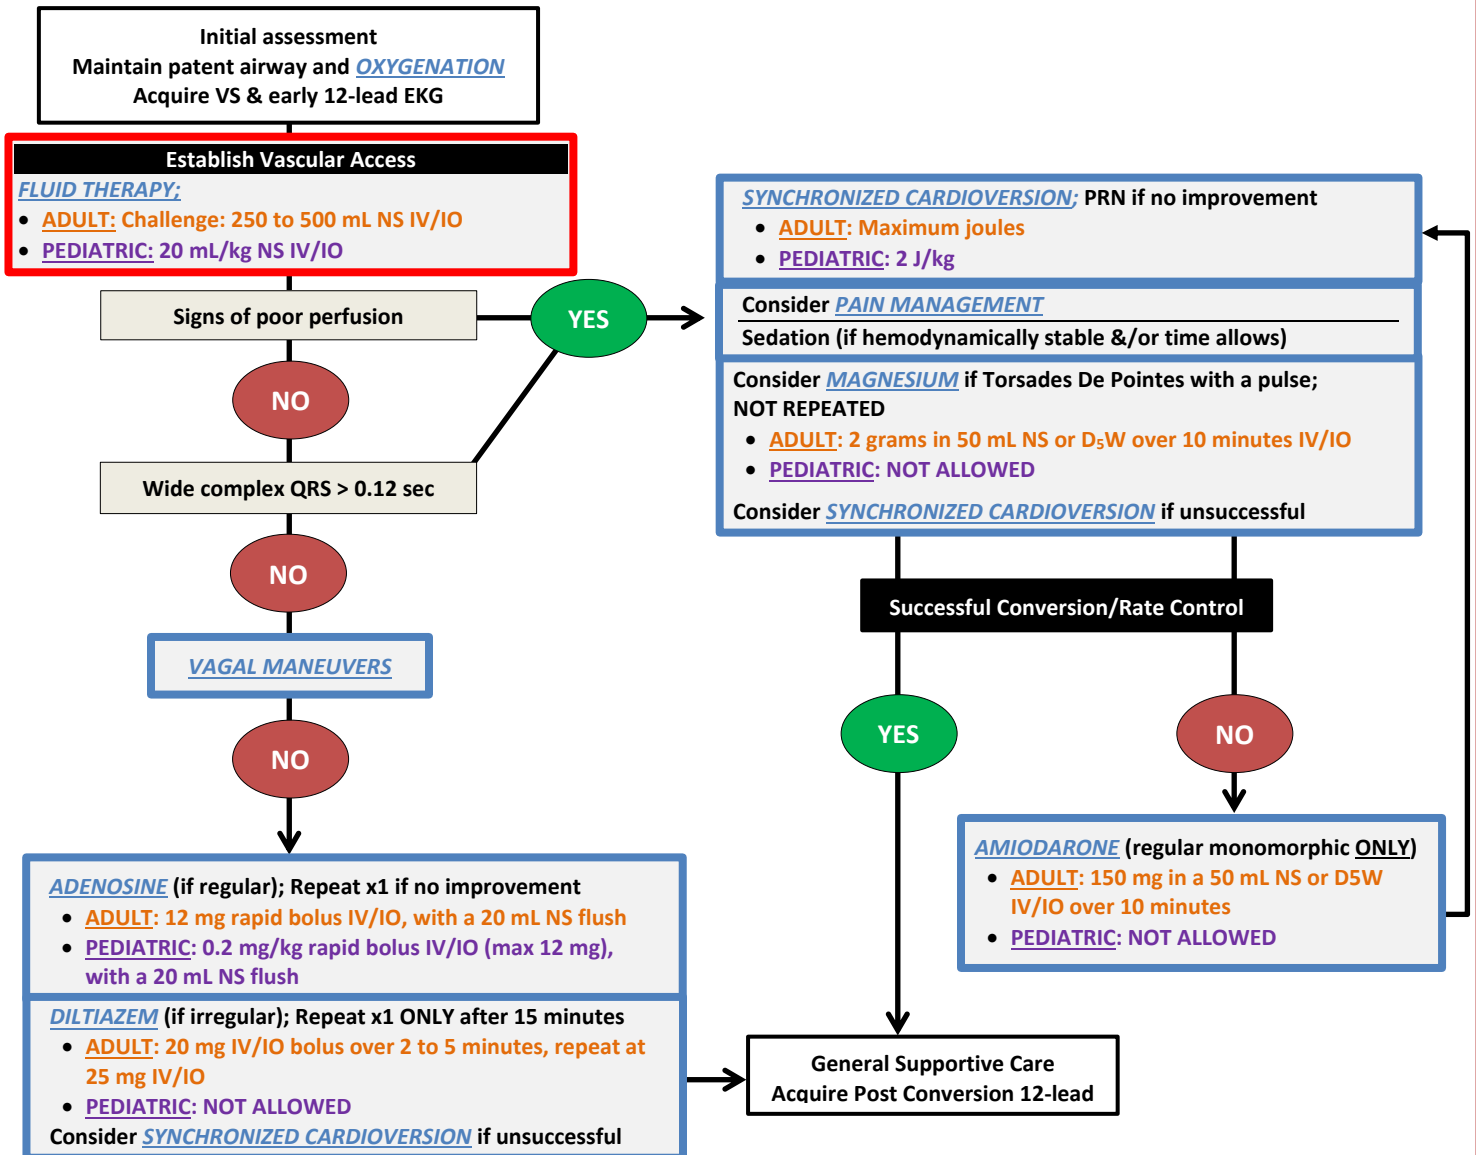 Initial assessment
Maintain patent airway and OXYGENATION
Acquire VS & early 12-lead EKG
Establish Vascular Access
FLUID THERAPY;
• ADULT: Challenge: 250 to 500 mL NS IV/IO
• PEDIATRIC: 20 mL/kg NS IV/IO
Signs of poor perfusion
YES
NO
Wide complex QRS > 0.12 sec
NO
VAGAL MANEUVERS
NO
ADENOSINE (if regular); Repeat x1 if no improvement
• ADULT: 12 mg rapid bolus IV/IO, with a 20 mL NS flush
• PEDIATRIC: 0.2 mg/kg rapid bolus IV/IO (max 12 mg),
with a 20 mL NS flush
DILTIAZEM (if irregular); Repeat x1 ONLY after 15 minutes
• ADULT: 20 mg IV/IO bolus over 2 to 5 minutes, repeat at
25 mg IV/IO
• PEDIATRIC: NOT ALLOWED
Consider SYNCHRONIZED CARDIOVERSION if unsuccessful
SYNCHRONIZED CARDIOVERSION; PRN if no improvement
• ADULT: Maximum joules
• PEDIATRIC: 2 J/kg
Consider PAIN MANAGEMENT
Sedation (if hemodynamically stable &/or time allows)
Consider MAGNESIUM if Torsades De Pointes with a pulse;
NOT REPEATED
• ADULT: 2 grams in 50 mL NS or D₅W over 10 minutes IV/IO
• PEDIATRIC: NOT ALLOWED
Consider SYNCHRONIZED CARDIOVERSION if unsuccessful
Successful Conversion/Rate Control
YES
NO
AMIODARONE (regular monomorphic ONLY)
• ADULT: 150 mg in a 50 mL NS or D5W
IV/IO over 10 minutes
• PEDIATRIC: NOT ALLOWED
General Supportive Care
Acquire Post Conversion 12-lead